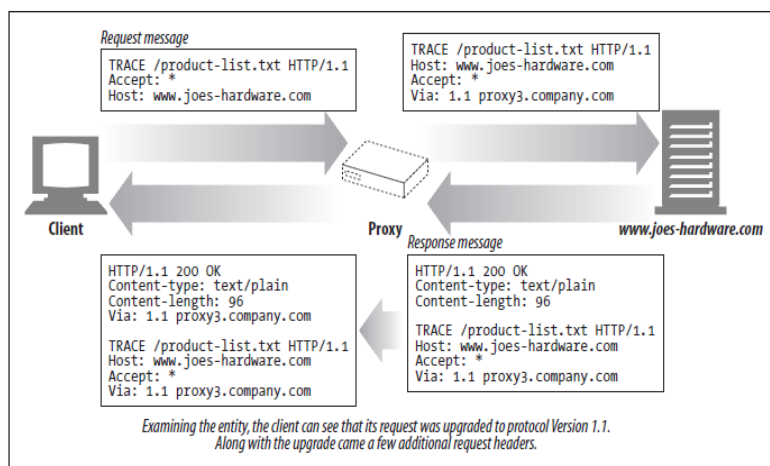 Request message
TRACE /product-list.txt HTTP/1.1
Accept: *
Host: www.joes-hardware.com
TRACE /product-list.txt HTTP/1.1
Host: www.joes-hardware.com
Accept: *
Via: 1.1 proxy3.company.com
Client
Proxy
www.joes-hardware.com
Response message
HTTP/1.1 200 OK
Content-type: text/plain
Content-length: 96
Via: 1.1 proxy3.company.com
TRACE /product-list.txt HTTP/1.1
Host: www.joes-hardware.com
Accept: *
Via: 1.1 proxy3.company.com
HTTP/1.1 200 OK
Content-type: text/plain
Content-length: 96
TRACE /product-list.txt HTTP/1.1
Host: www.joes-hardware.com
Accept: *
Via: 1.1 proxy3.company.com
Examining the entity, the client can see that its request was upgraded to protocol Version 1.1.
Along with the upgrade came a few additional request headers.